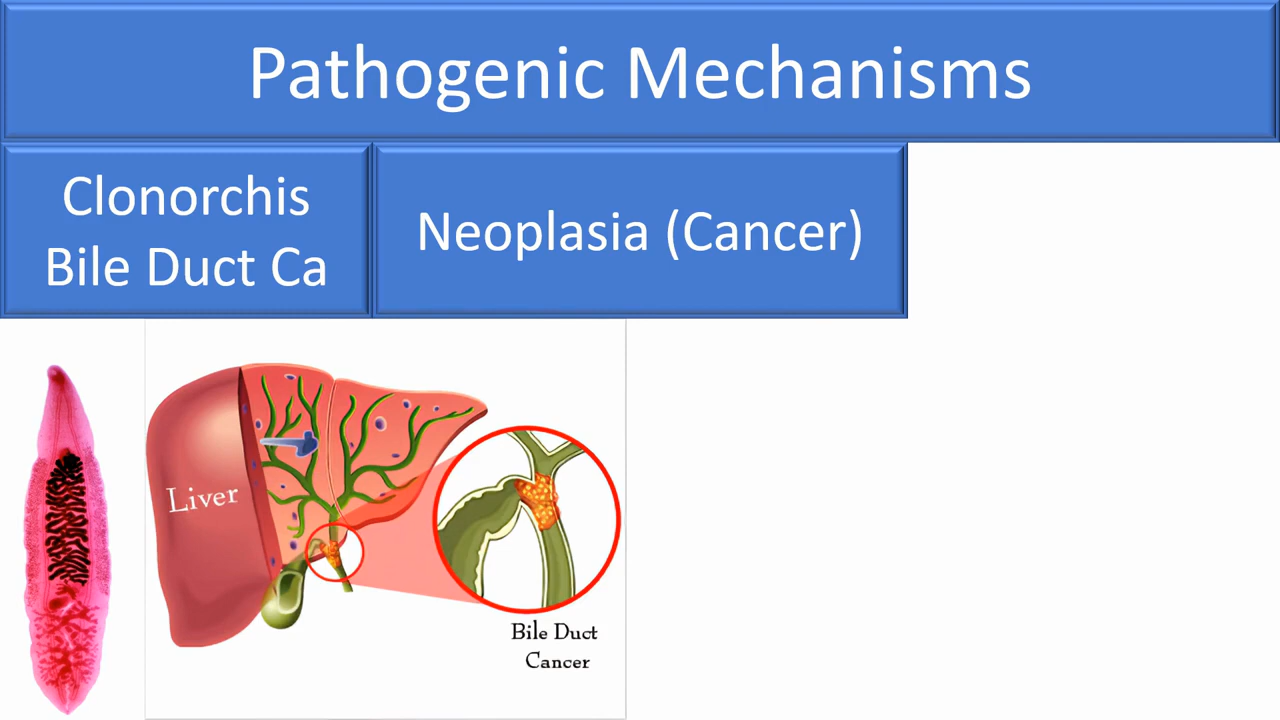 Pathogenic Mechanisms
Clonorchis
Bile Duct Ca
Neoplasia (Cancer)
Liver
Bile Duct
Cancer